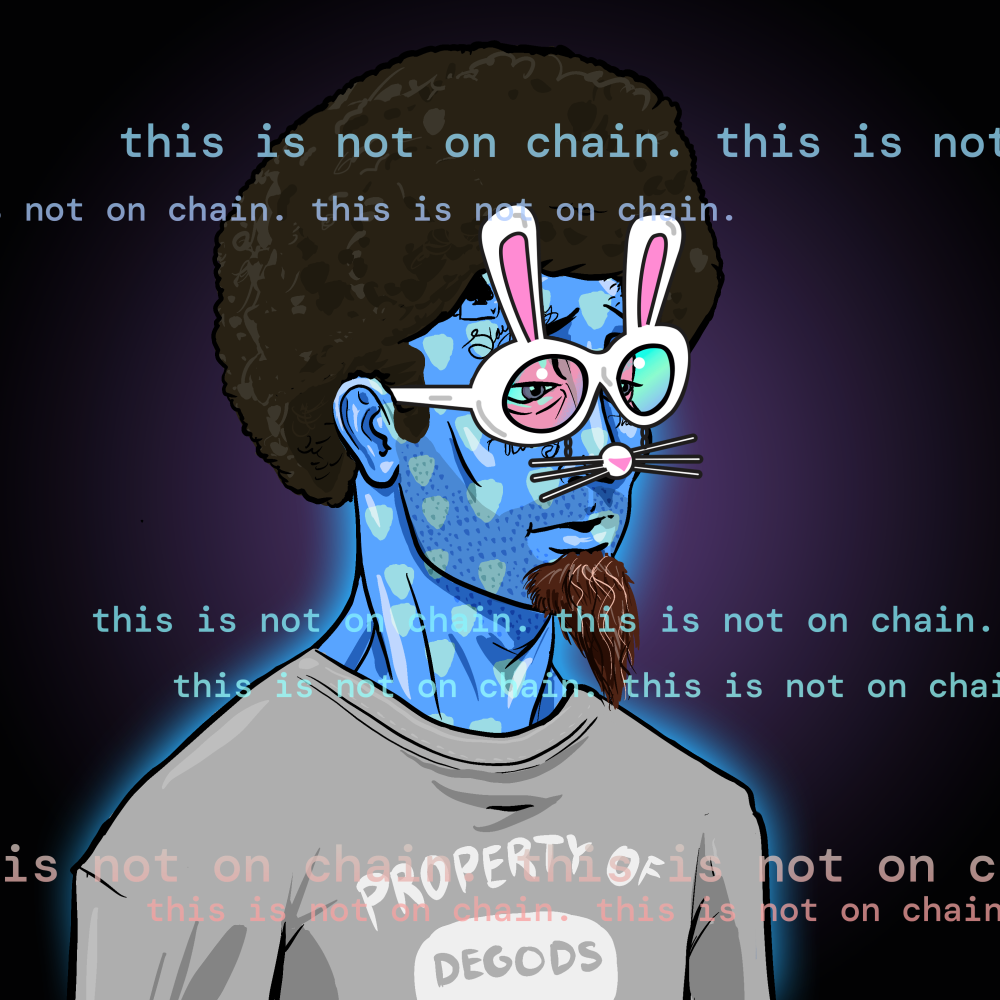 this is not on chain. this is not
not on chain. this is not on chain.
this is not on chain. this is not on chain.
this is not on chain. this is not on chai
is not on chain. this is not on c
PROPERTY OF
this is not on chain. this is not on chain
DEGODS